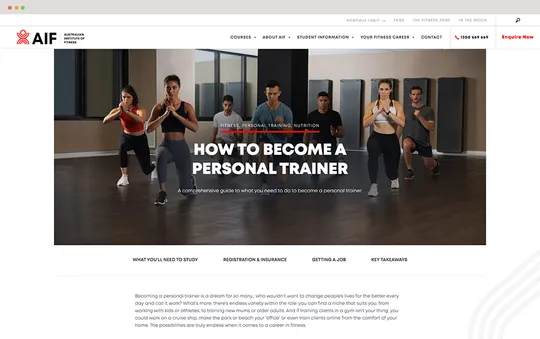 eCampus Login
FAQs
THE FITNESS ZONE
IN THE MEDIA
AIF
AUSTRALIAN
INSTITUTE OF
FITNESS
COURSES
ABOUT AIF
STUDENT INFORMATION
YOUR FITNESS CAREER
CONTACT
1300 669 669
Enquire Now
FITNESS, PERSONAL TRAINING, NUTRITION
HOW TO BECOME A
PERSONAL TRAINER
A comprehensive guide to what you need to do to become a personal trainer
WHAT YOU'LL NEED TO STUDY
REGISTRATION & INSURANCE
GETTING A JOB
KEY TAKEAWAYS
Becoming a personal trainer is a dream for so many, who wouldn't want to change people's lives for the better every
day and call it work? What's more, there's endless variety within the role: you can find a niche that suits you, from
working with kids or athletes, to training new mums or older adults. And if training clients in a gym isn't your thing, you
could work on a cruise ship, make the park or beach your 'office' or even train clients online from the comfort of your
home. The possibilities are truly endless when it comes to a career in fitness.